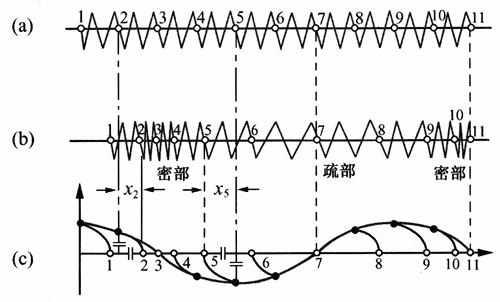 (a) 1 2 3 4 5 6 7 8 9 10 11
(b) 1 2 3 4 5 6 7 8 9 10 11
密部 疏部 密部
x₂ x₅
(c) 1 2 3 4 5 6 7 8 9 10 11